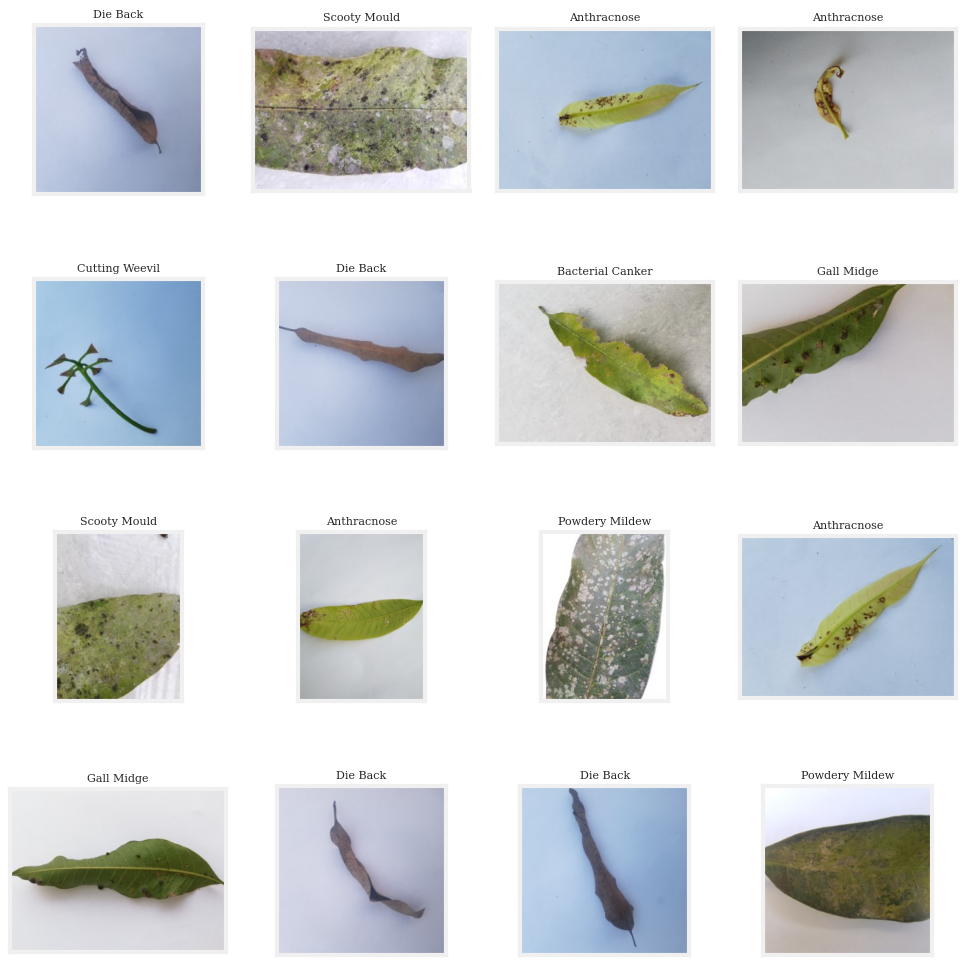 Die Back
Scooty Mould
Anthracnose
Anthracnose
Cutting Weevil
Die Back
Bacterial Canker
Gall Midge
Scooty Mould
Anthracnose
Powdery Mildew
Anthracnose
Gall Midge
Die Back
Die Back
Powdery Mildew